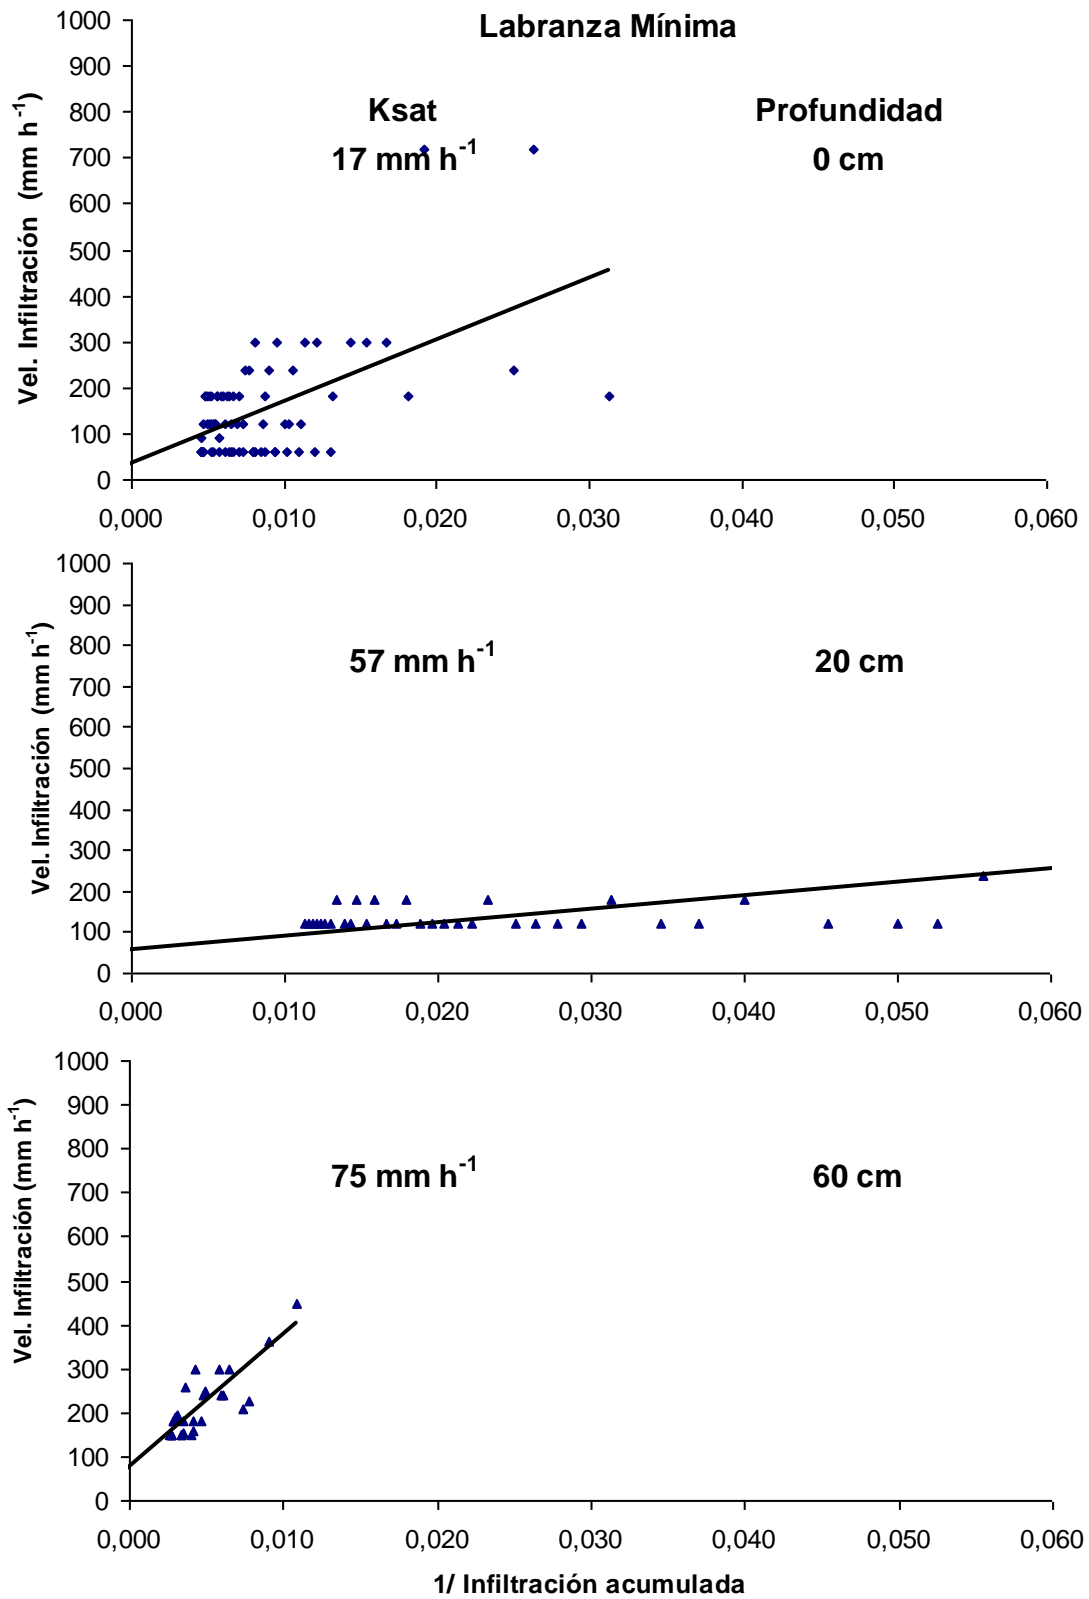 Labranza Mínima
Vel. Infiltración (mm h⁻¹)
1000
900
800
700
600
500
400
300
200
100
0
Ksat
Profundidad
17 mm h⁻¹
0 cm
0,000 0,010 0,020 0,030 0,040 0,050 0,060
Vel. Infiltración (mm h⁻¹)
1000
900
800
700
600
500
400
300
200
100
0
57 mm h⁻¹
20 cm
0,000 0,010 0,020 0,030 0,040 0,050 0,060
Vel. Infiltración (mm h⁻¹)
1000
900
800
700
600
500
400
300
200
100
0
75 mm h⁻¹
60 cm
0,000 0,010 0,020 0,030 0,040 0,050 0,060
1/ Infiltración acumulada